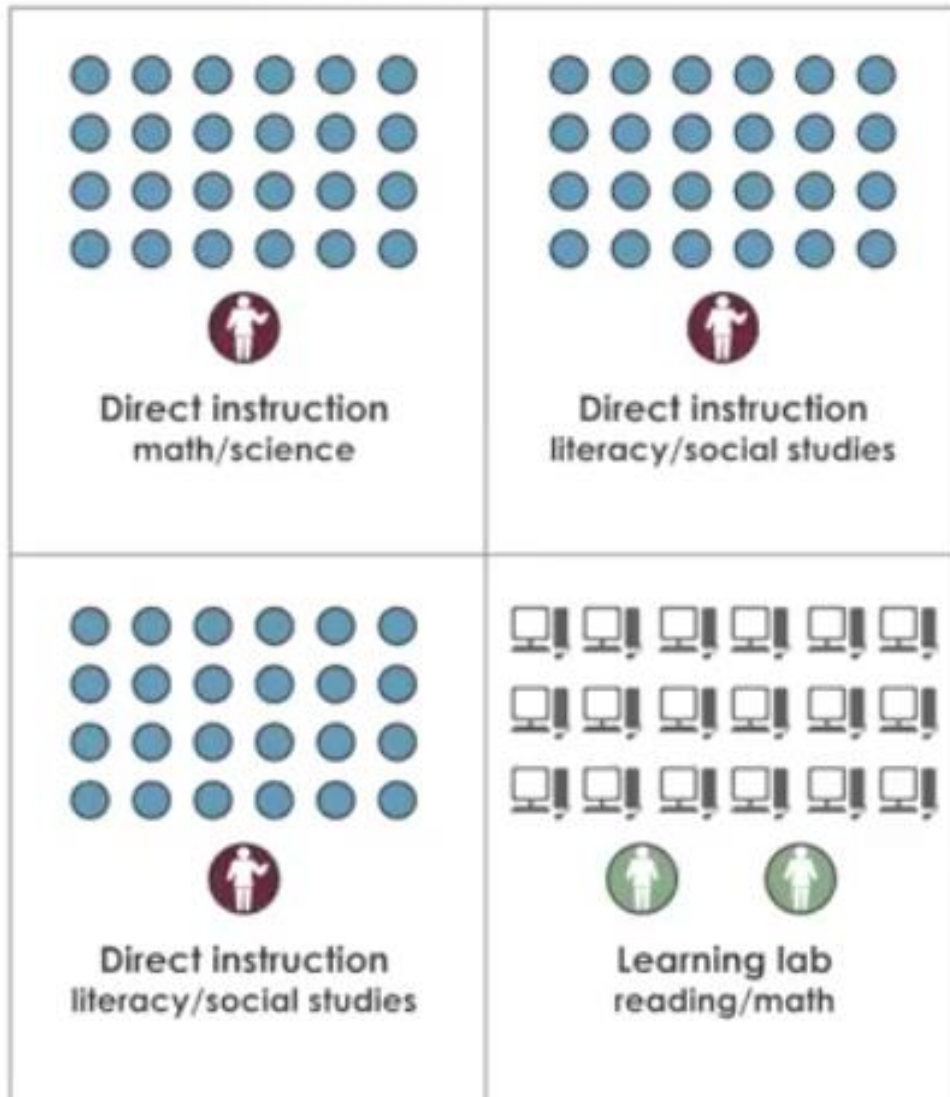 Direct instruction
math/science
Direct instruction
literacy/social studies
Direct instruction
literacy/social studies
Learning lab
reading/math